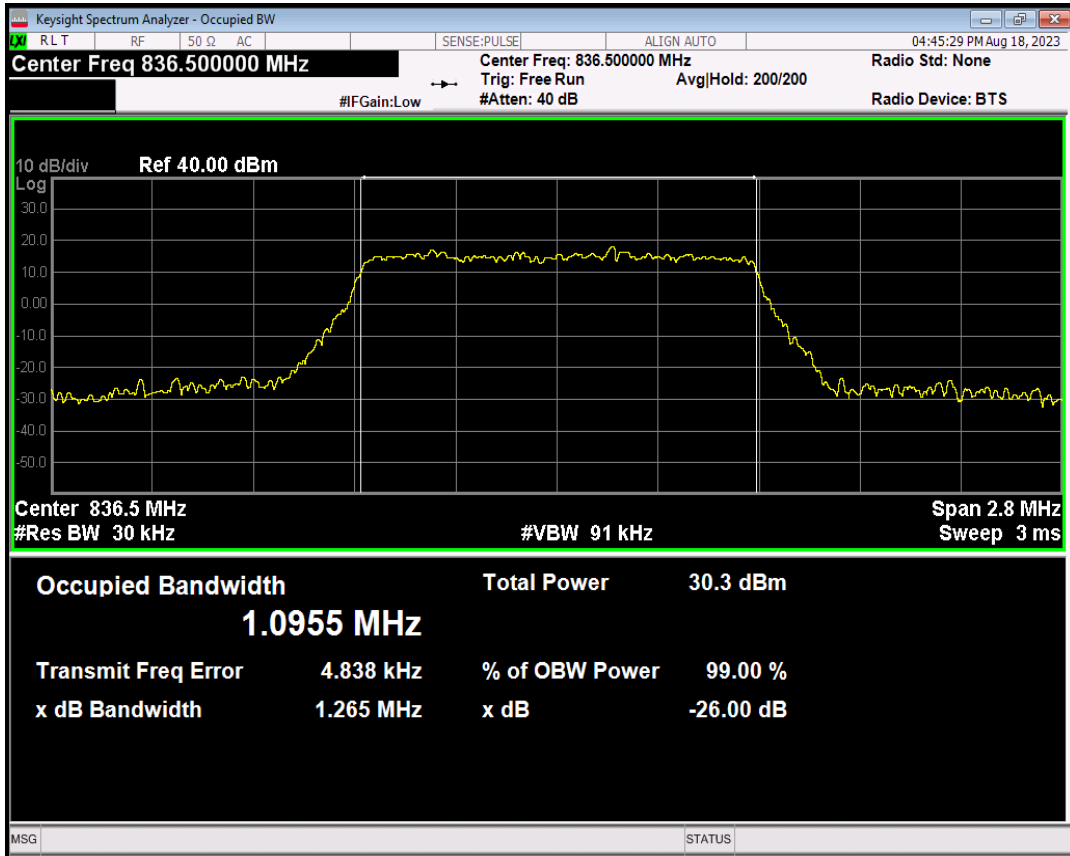 Keysight Spectrum Analyzer - Occupied BW
LXI RLT RF 50 Ω AC SENSE:PULSE ALIGN AUTO 04:45:29 PM Aug 18, 2023
Center Freq 836.500000 MHz Center Freq: 836.500000 MHz Radio Std: None
Trig: Free Run Avg|Hold: 200/200
#IFGain:Low #Atten: 40 dB Radio Device: BTS
10 dB/div Ref 40.00 dBm
Log
30.0
20.0
10.0
0.00
-10.0
-20.0
-30.0
-40.0
-50.0
Center 836.5 MHz Span 2.8 MHz
#Res BW 30 kHz #VBW 91 kHz Sweep 3 ms
Occupied Bandwidth Total Power 30.3 dBm
1.0955 MHz
Transmit Freq Error 4.838 kHz % of OBW Power 99.00 %
x dB Bandwidth 1.265 MHz x dB -26.00 dB
MSG STATUS